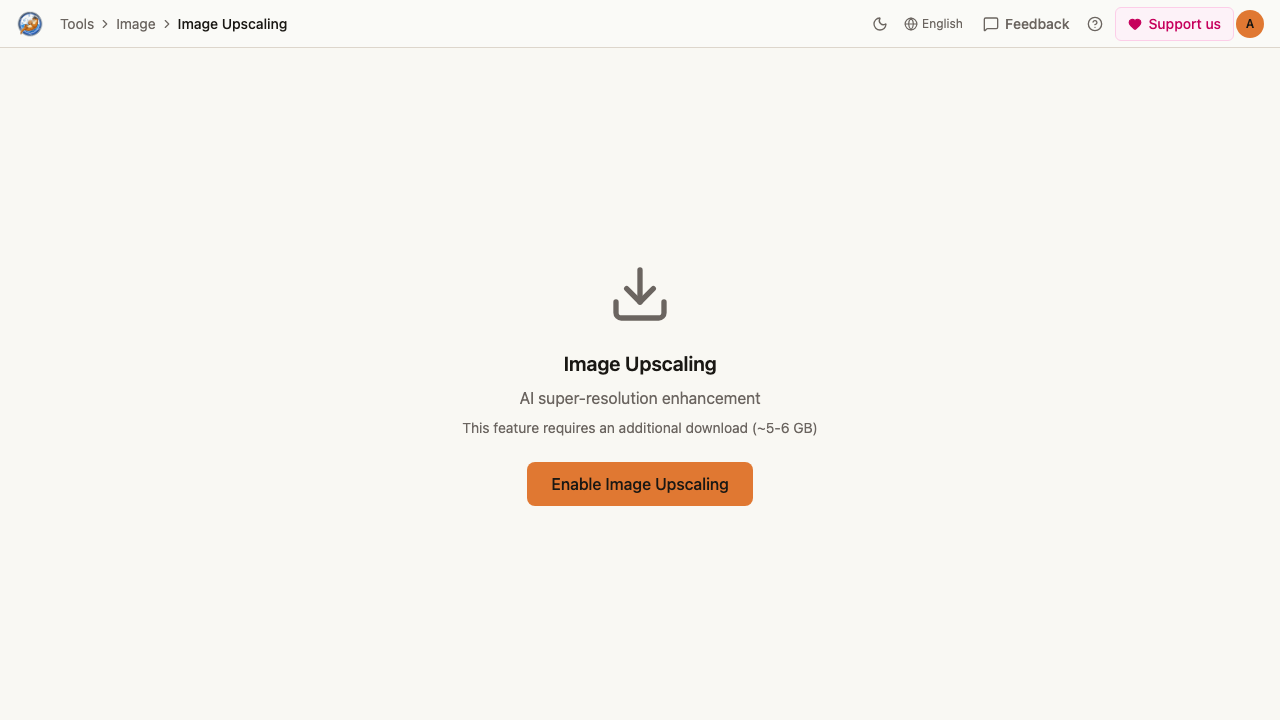 Tools > Image > Image Upscaling
English
Feedback
Support us
A
Image Upscaling
AI super-resolution enhancement
This feature requires an additional download (~5-6 GB)
Enable Image Upscaling